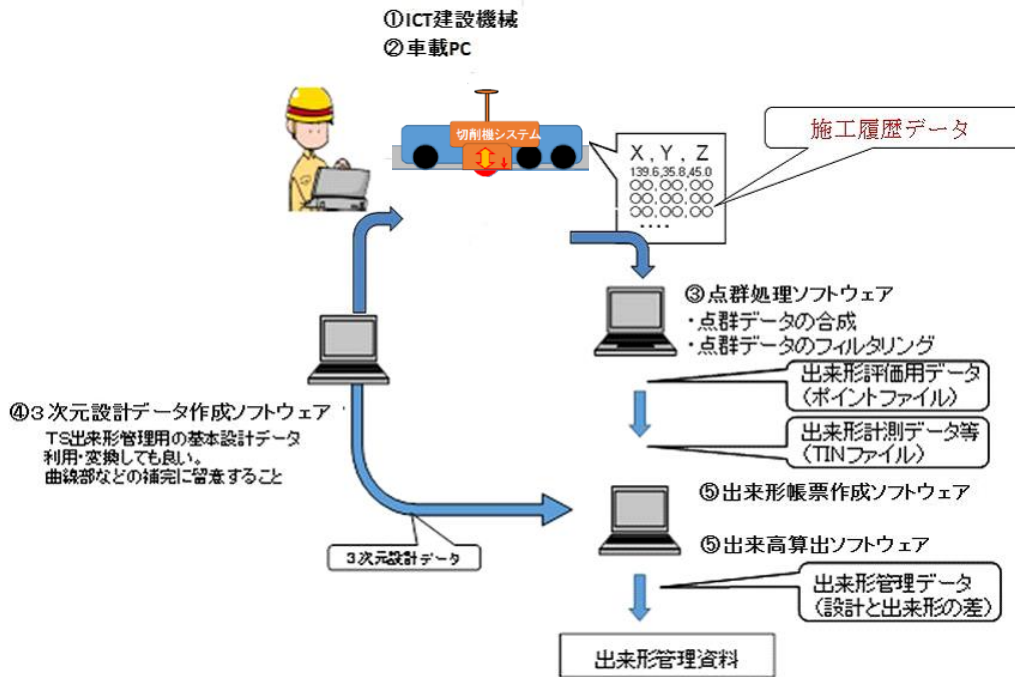 ①ICT建設機械
②車載PC
切削機システム
施工履歴データ
X,Y,Z
139.6,35.8,45.0
○○,○○,○○
○○,○○,○○
○○,○○,○○
・・・・
③点群処理ソフトウェア
・点群データの合成
・点群データのフィルタリング
出来形評価用データ
(ポイントファイル)
④3次元設計データ作成ソフトウェア
TS出来形管理用の基本設計データ
利用・変換しても良い。
曲線部などの補完に留意すること
出来形計測データ等
(TINファイル)
⑤出来形帳票作成ソフトウェア
3次元設計データ
⑤出来高算出ソフトウェア
出来形管理データ
(設計と出来形の差)
出来形管理資料